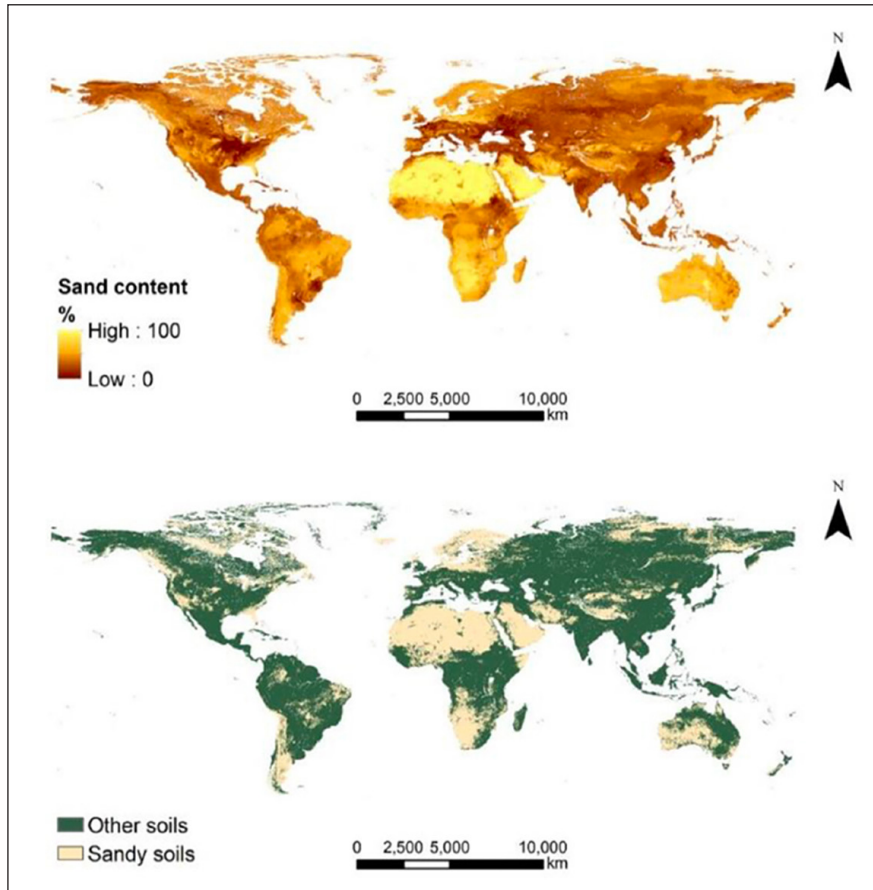 N
Sand content
%
High : 100
Low : 0
0 2,500 5,000 10,000
km
N
Other soils
Sandy soils
0 2,500 5,000 10,000
km